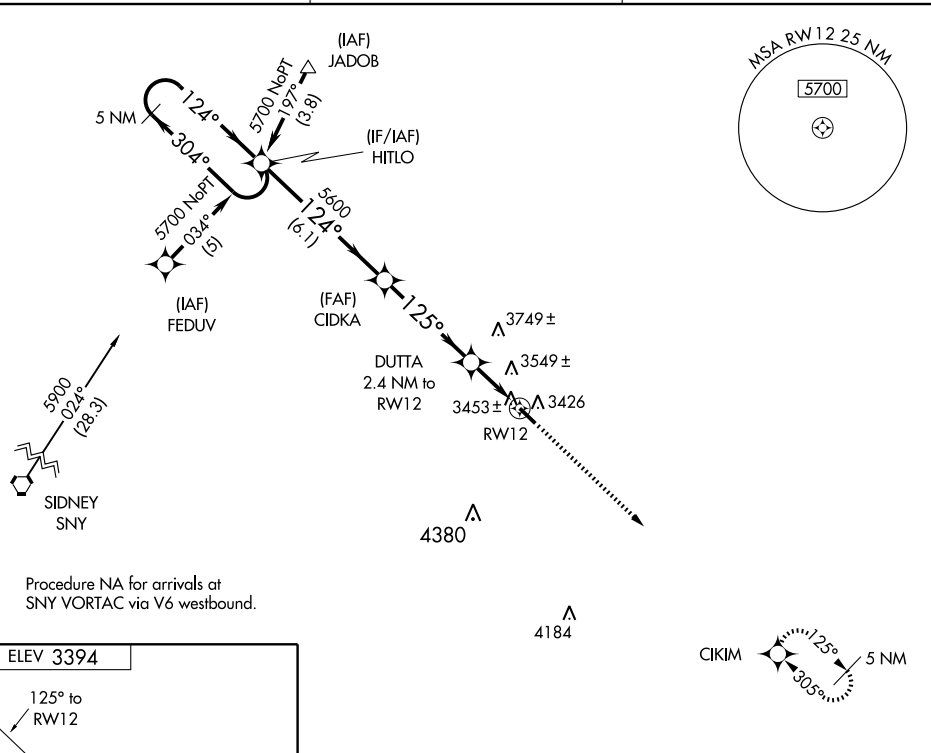 (IAF)
JADOB
MSA RW12 25 NM
5700
5700 NoPT
197°
(3.8)
124°
5 NM
304°
(IF/IAF)
HITLO
5700 NoPT
034°
(5)
5600
124°
(6.1)
(IAF)
FEDUV
(FAF)
CIDKA
125°
3749 ±
DUTTA
2.4 NM to
RW12
3549 ±
3453 ±
3426
RW12
5900
024°
(28.3)
SIDNEY
SNY
4380
Procedure NA for arrivals at
SNY VORTAC via V6 westbound.
4184
CIKIM
125°
305°
5 NM
ELEV 3394
125° to
RW12